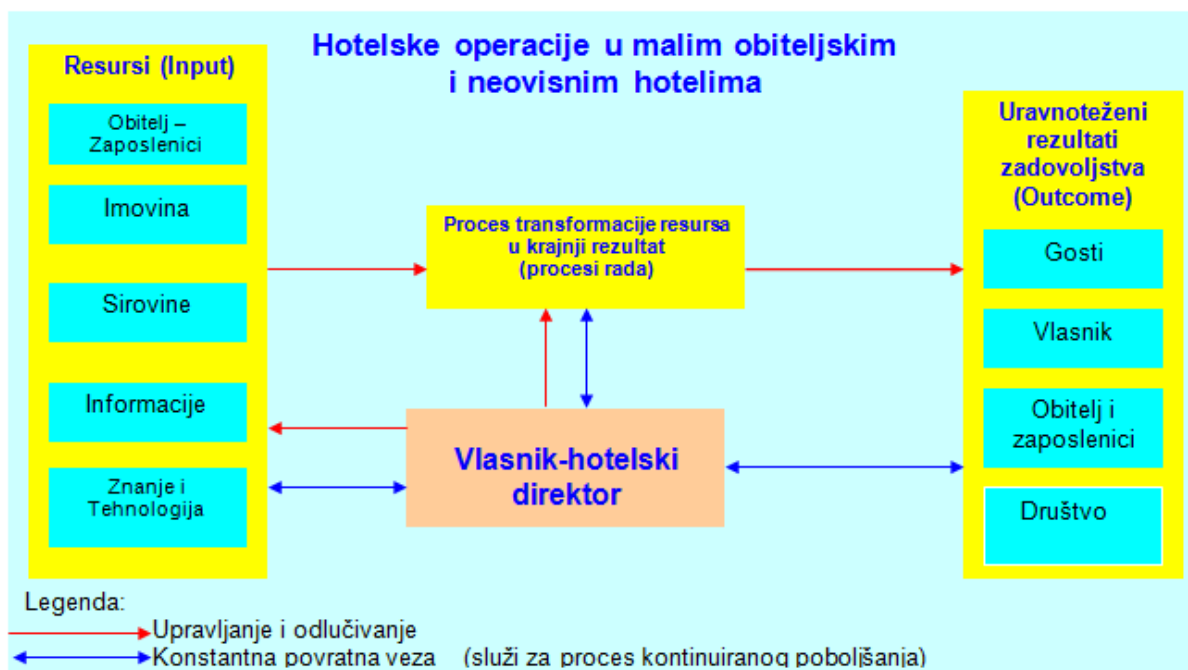 Hotelske operacije u malim obiteljskim
i neovisnim hotelima
Resursi (Input)
Obitelj –
Zaposlenici
Imovina
Sirovine
Informacije
Znanje i
Tehnologija
Proces transformacije resursa
u krajnji rezultat
(procesi rada)
Vlasnik-hotelski
direktor
Uravnoteženi
rezultati
zadovoljstva
(Outcome)
Gosti
Vlasnik
Obitelj i
zaposlenici
Društvo
Legenda:
Upravljanje i odlučivanje
Konstantna povratna veza (služi za proces kontinuiranog poboljšanja)